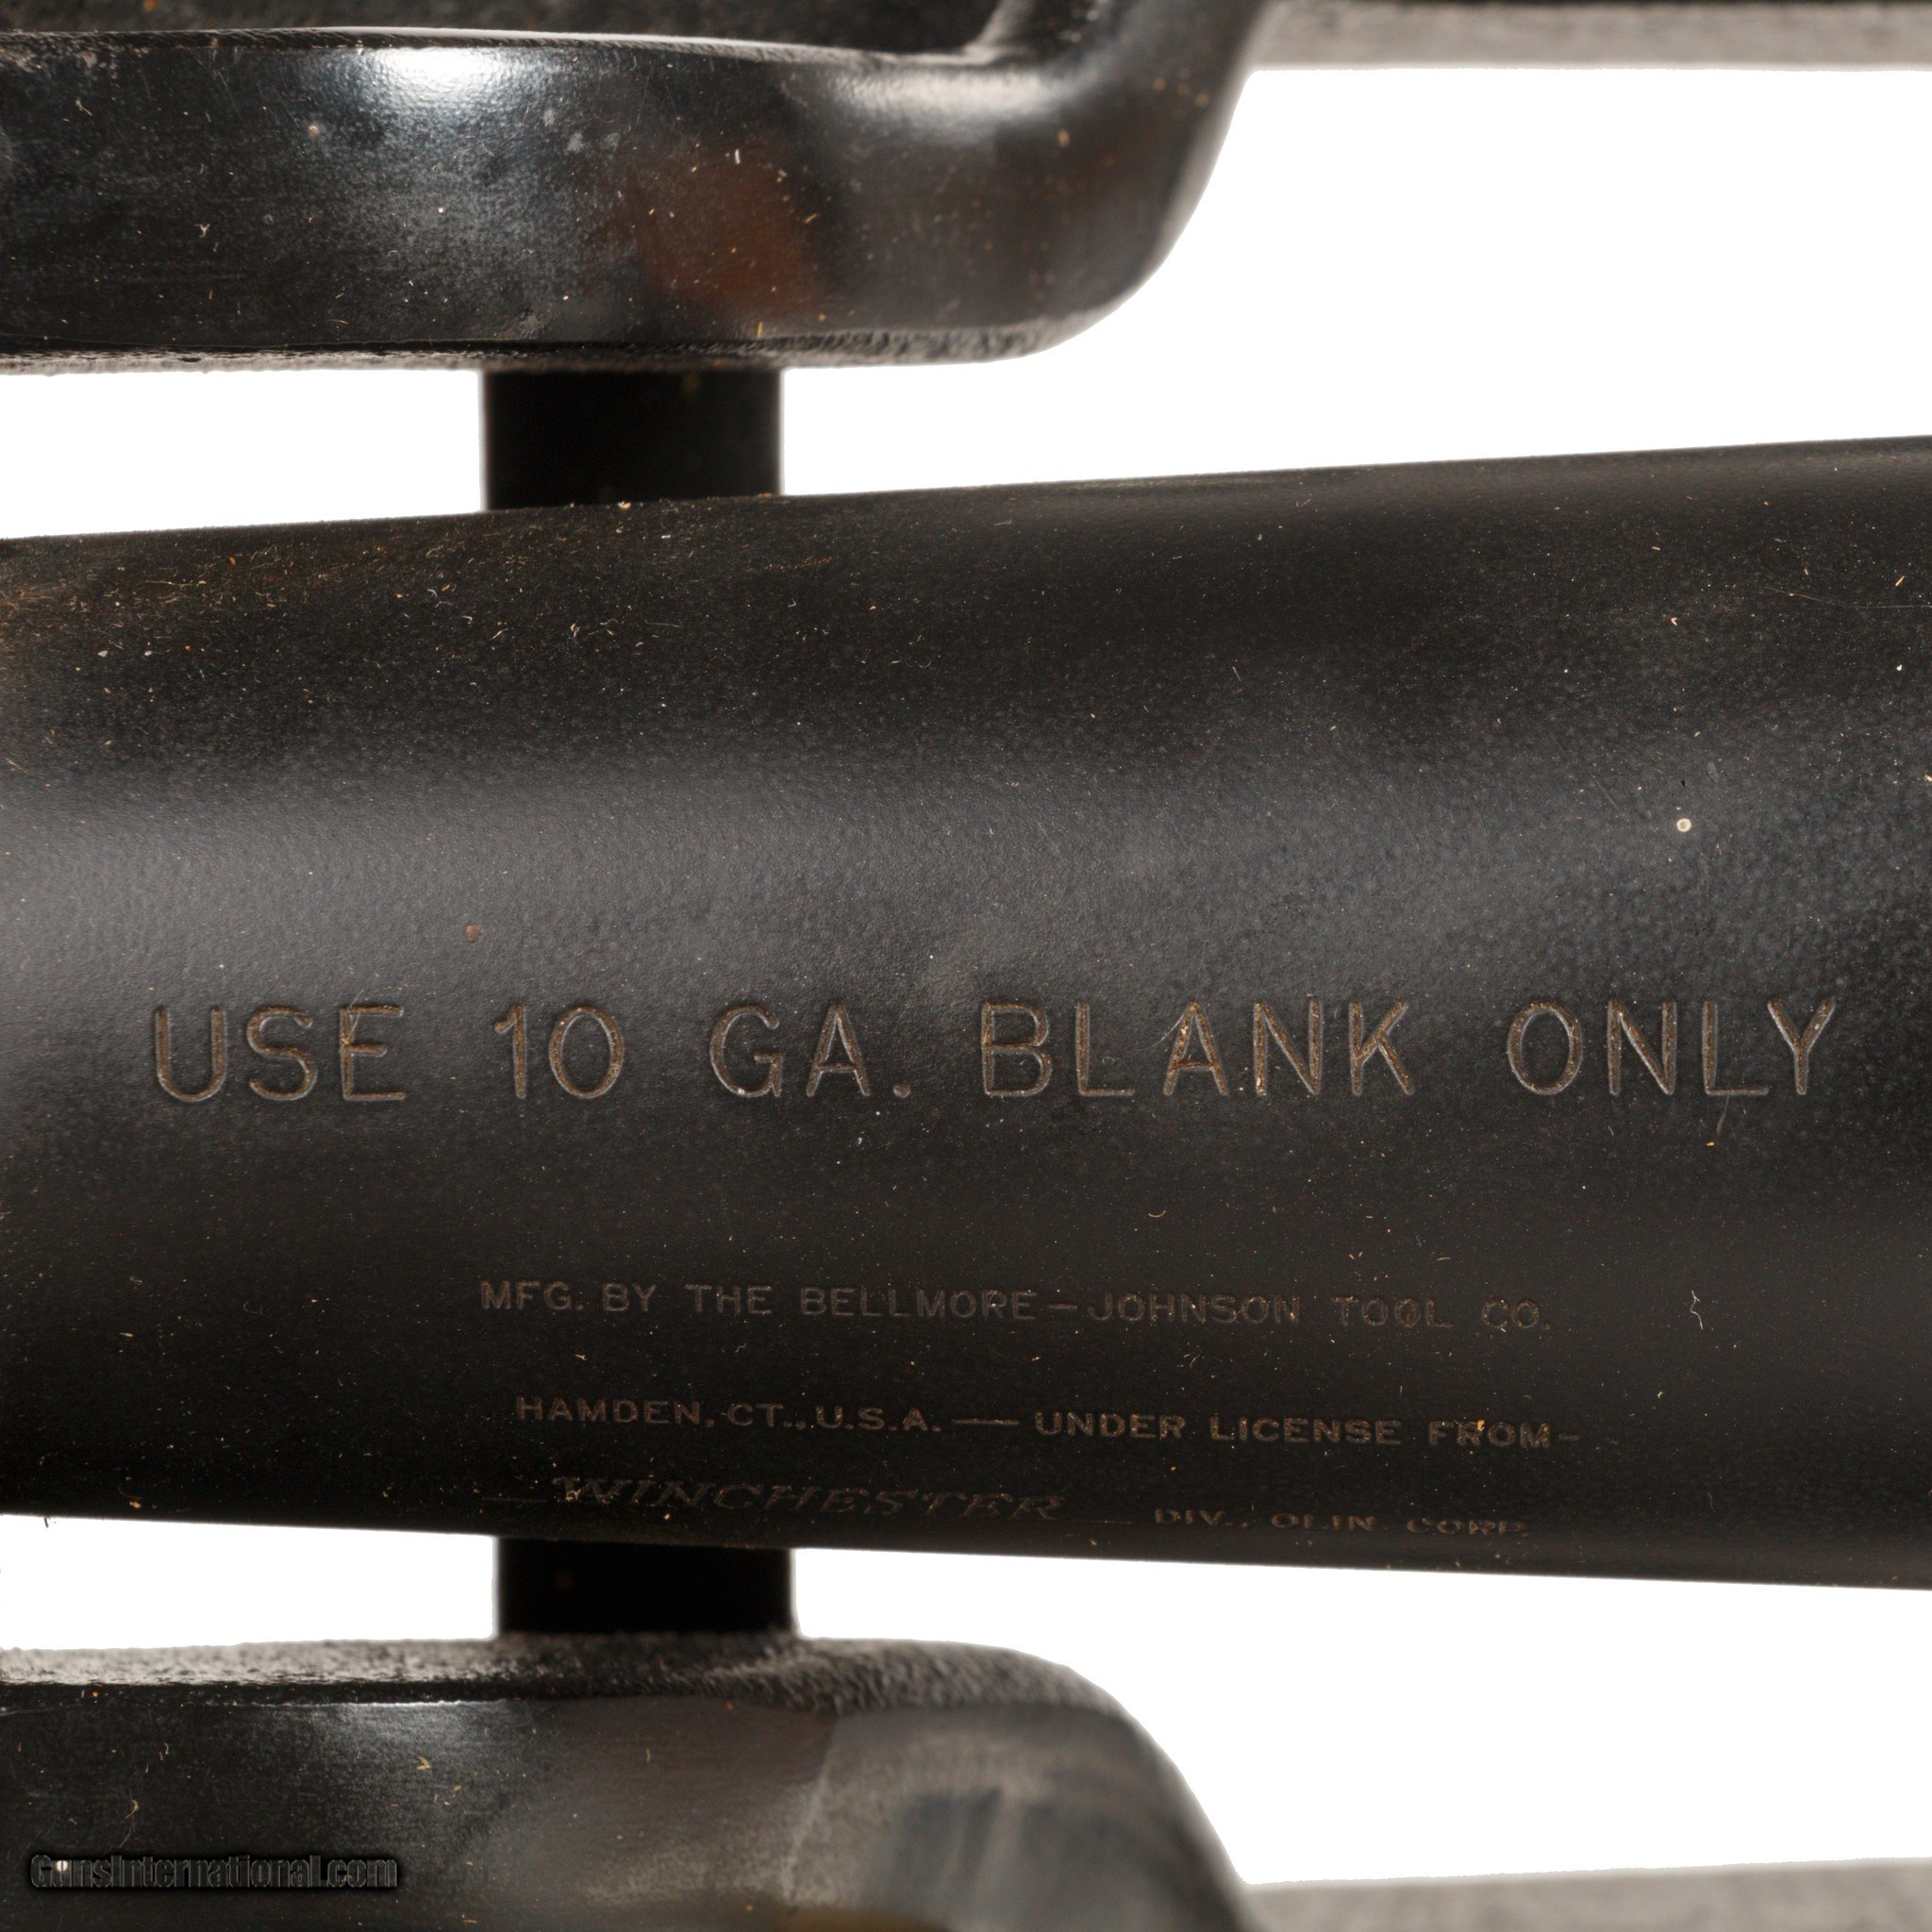 USE 10 GA. BLANK ONLY
MFG. BY THE BELLMORE—JOHNSON TOOL CO.
HAMDEN, CT., U.S.A. — UNDER LICENSE FROM-
WINCHESTER DIV., OLIN CORP.
GunsInternational.com